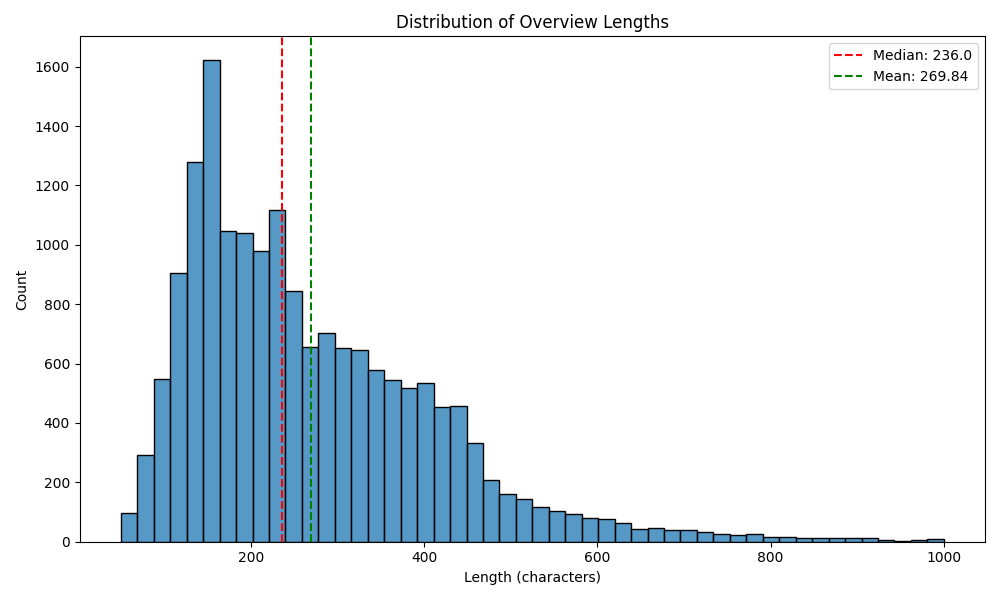 Distribution of Overview Lengths
Median: 236.0
Mean: 269.84
1600
1400
1200
1000
800
600
400
200
0
Count
200 400 600 800 1000
Length (characters)